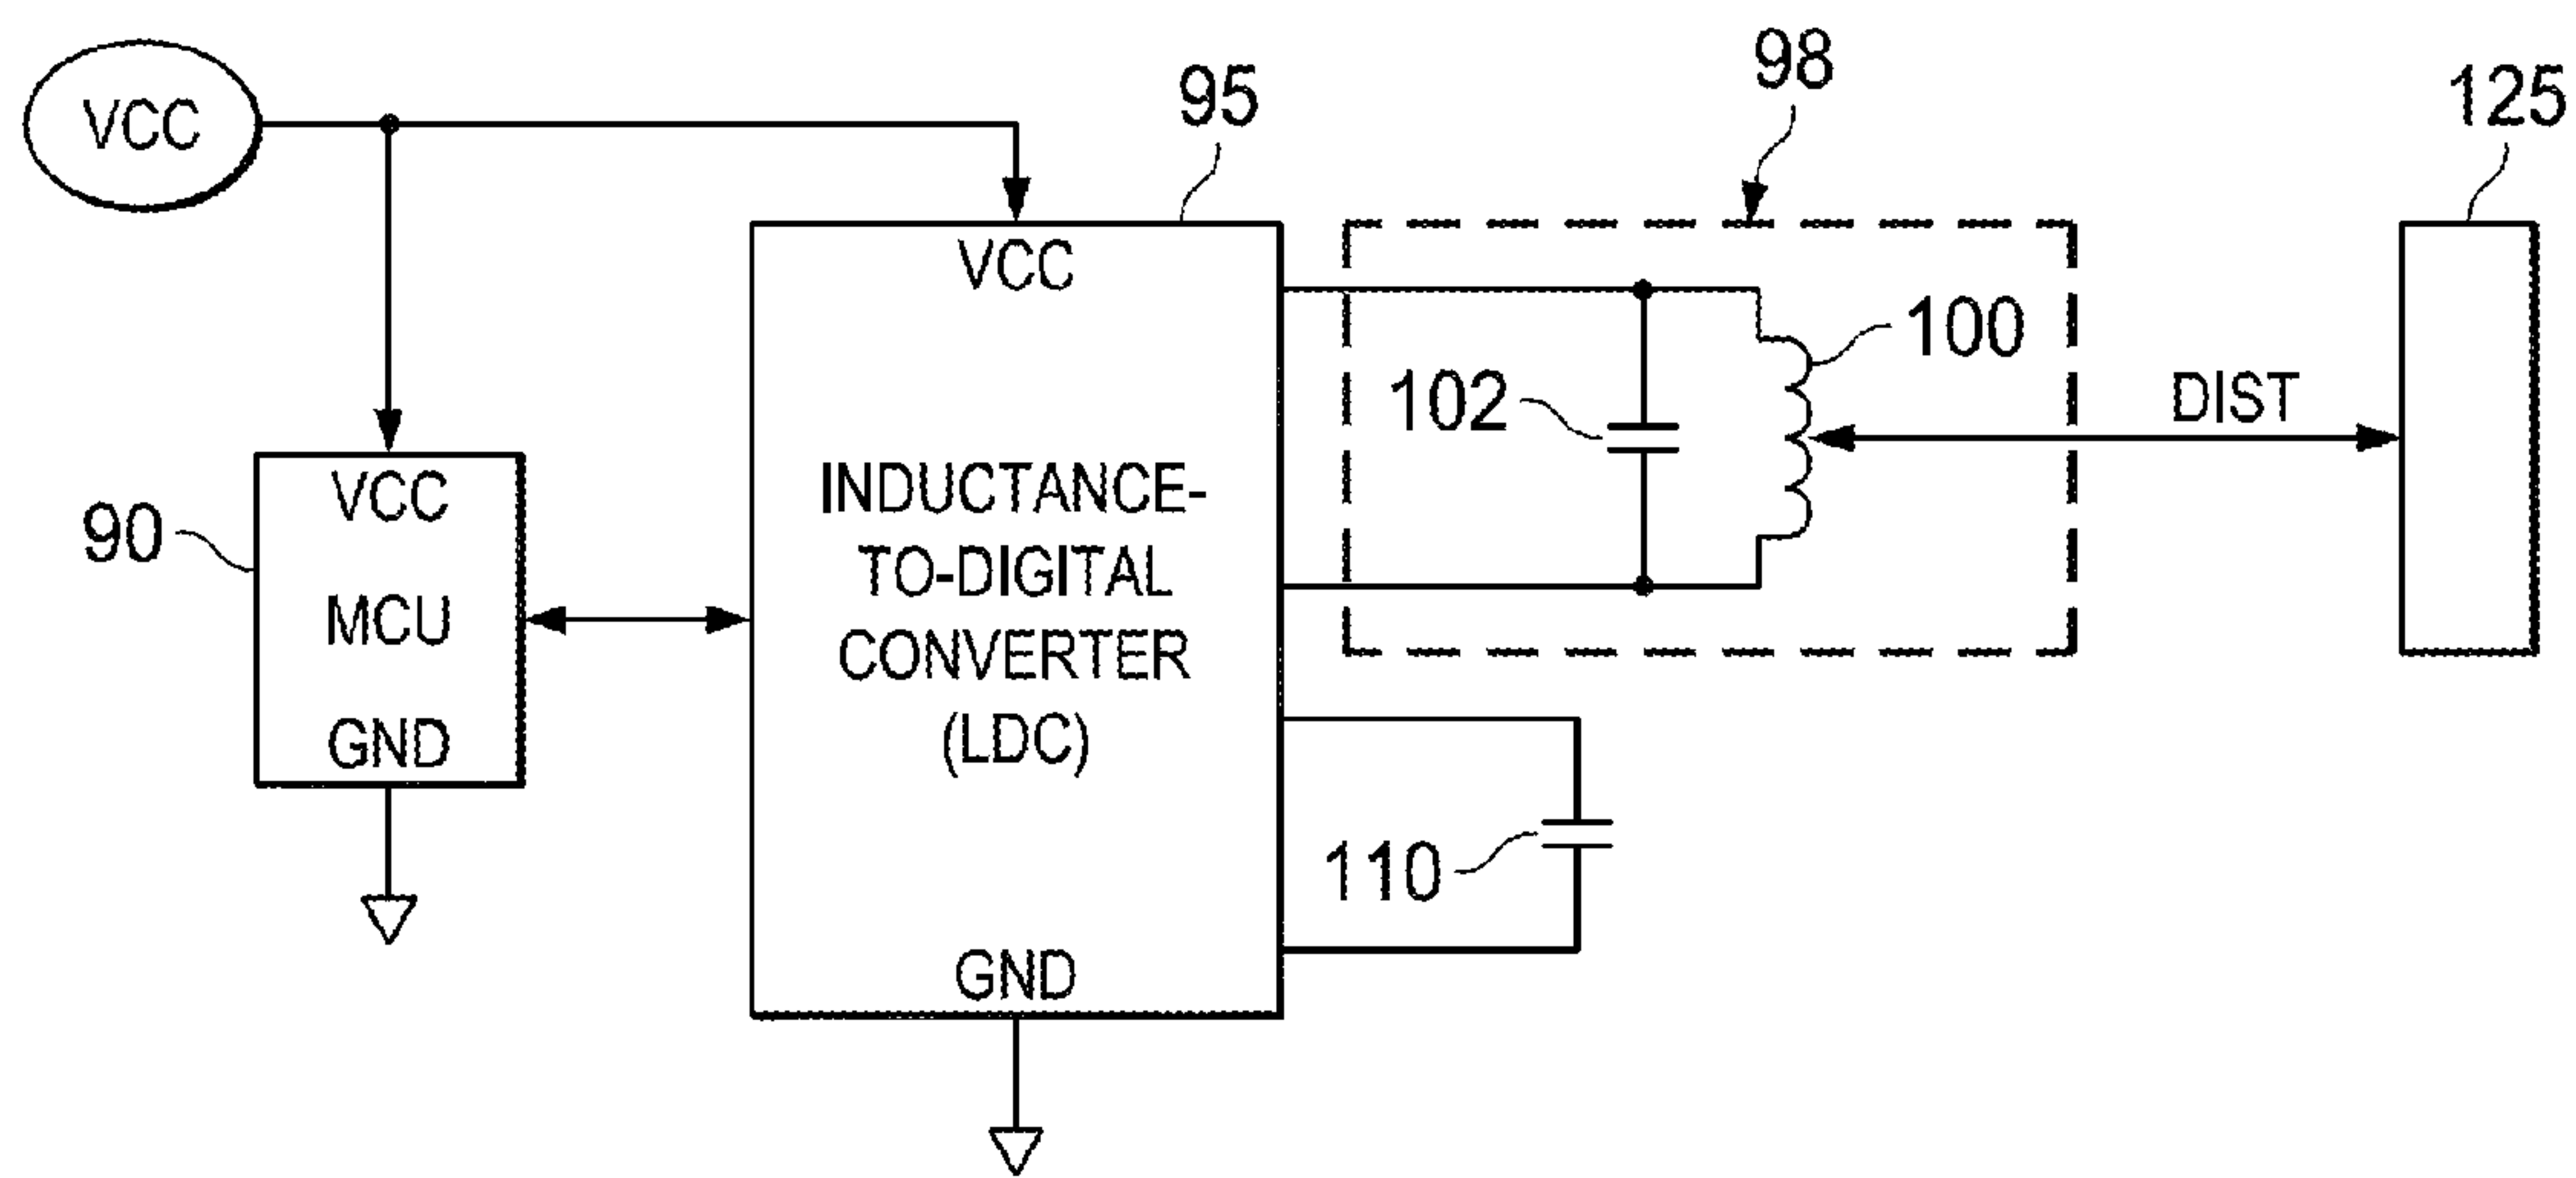 98
95
125
VCC
VCC
100
DIST
102
VCC
90
INDUCTANCE-
TO-DIGITAL
CONVERTER
(LDC)
MCU
GND
110
GND